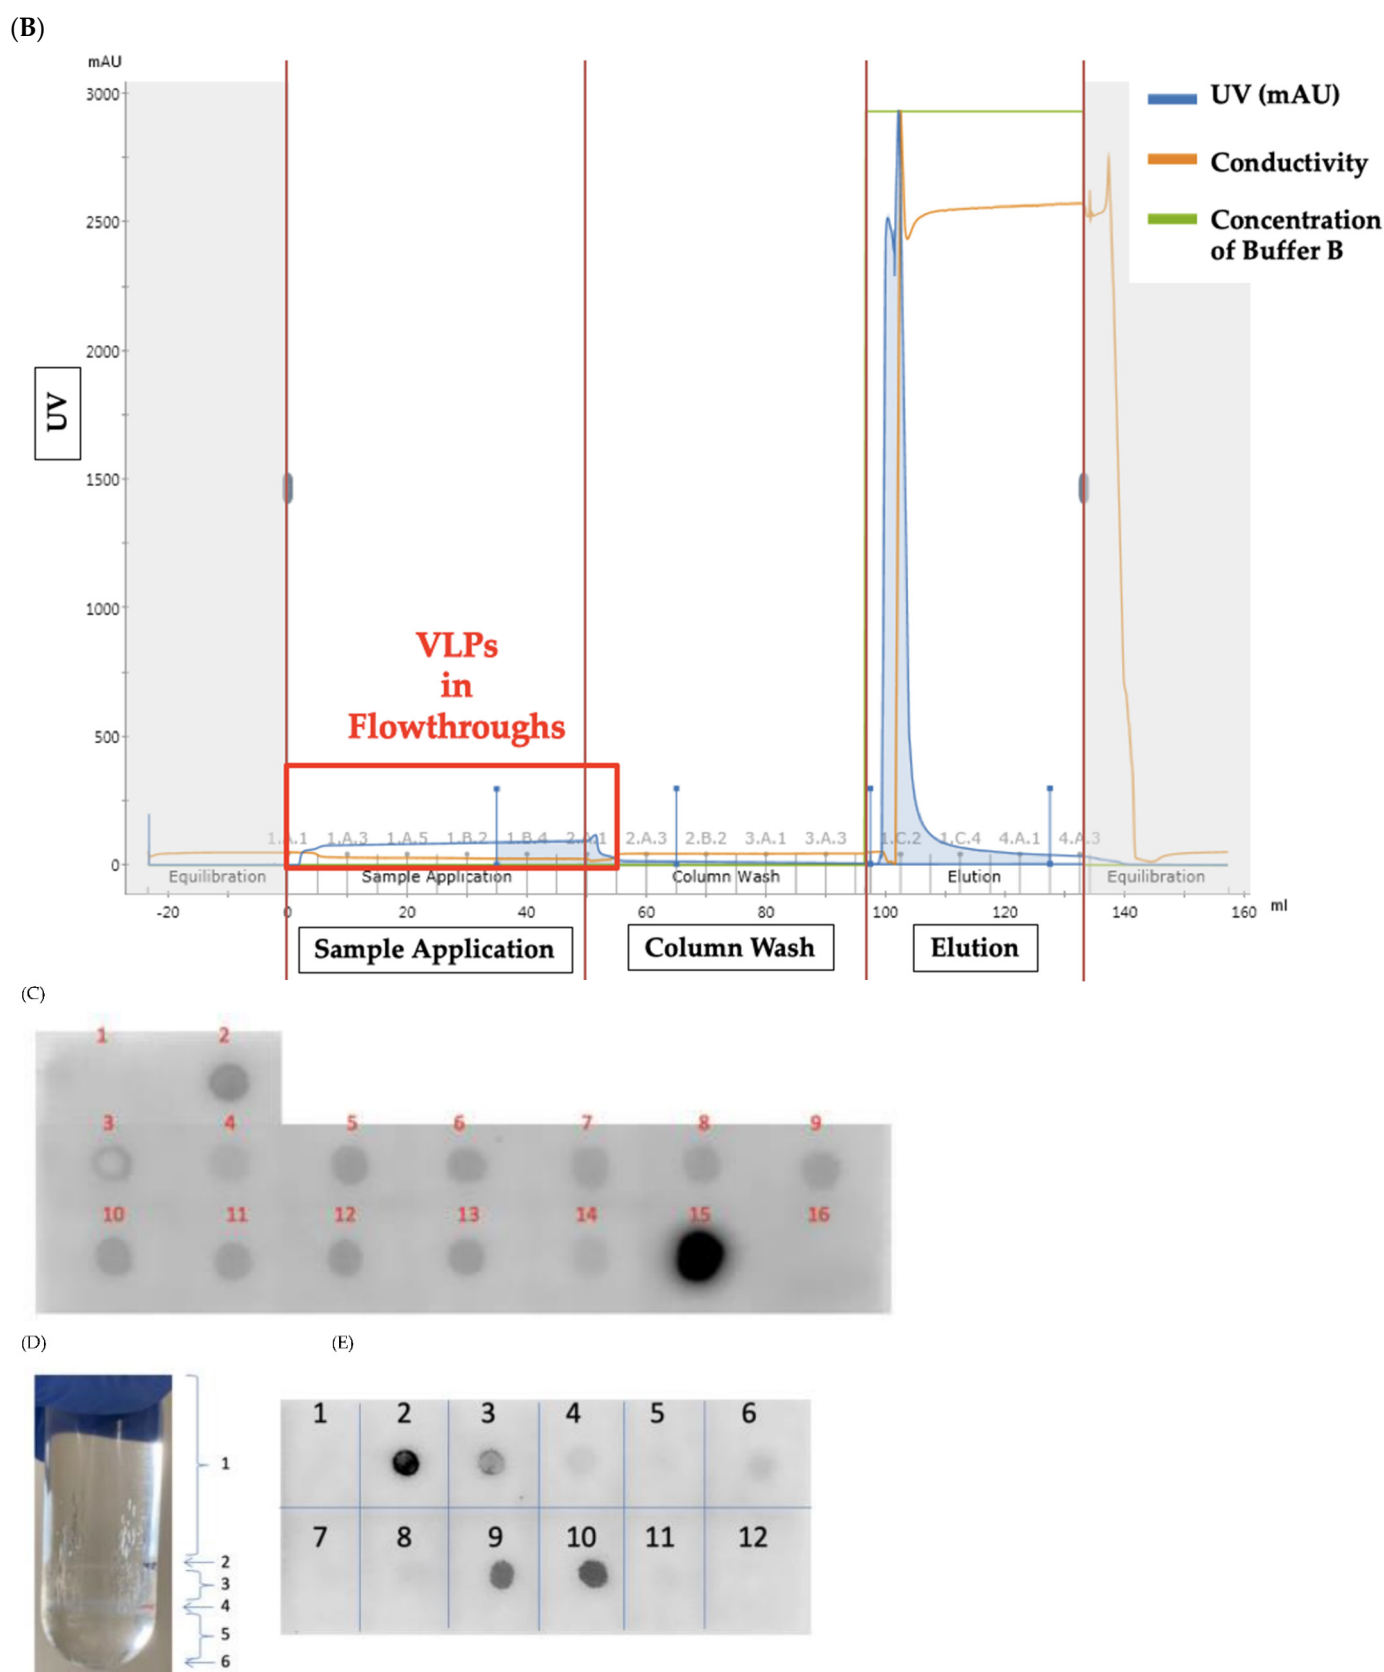 (B)
mAU
3000
2500
2000
1500
1000
500
0
UV
UV (mAU)
Conductivity
Concentration
of Buffer B
VLPs
in
Flowthroughs
1.A.1 1.A.3 1.A.5 1.B.2 1.B.4 2.A.1 2.A.3 2.B.2 3.A.1 3.A.3 1.C.2 1.C.4 4.A.1 4.A.3
Equilibration Sample Application Column Wash Elution Equilibration
-20 0 20 40 60 80 100 120 140 160 ml
Sample Application Column Wash Elution
(C)
1 2
3 4 5 6 7 8 9
10 11 12 13 14 15 16
(D) (E)
1
2
3
4
5
6
1 2 3 4 5 6
7 8 9 10 11 12